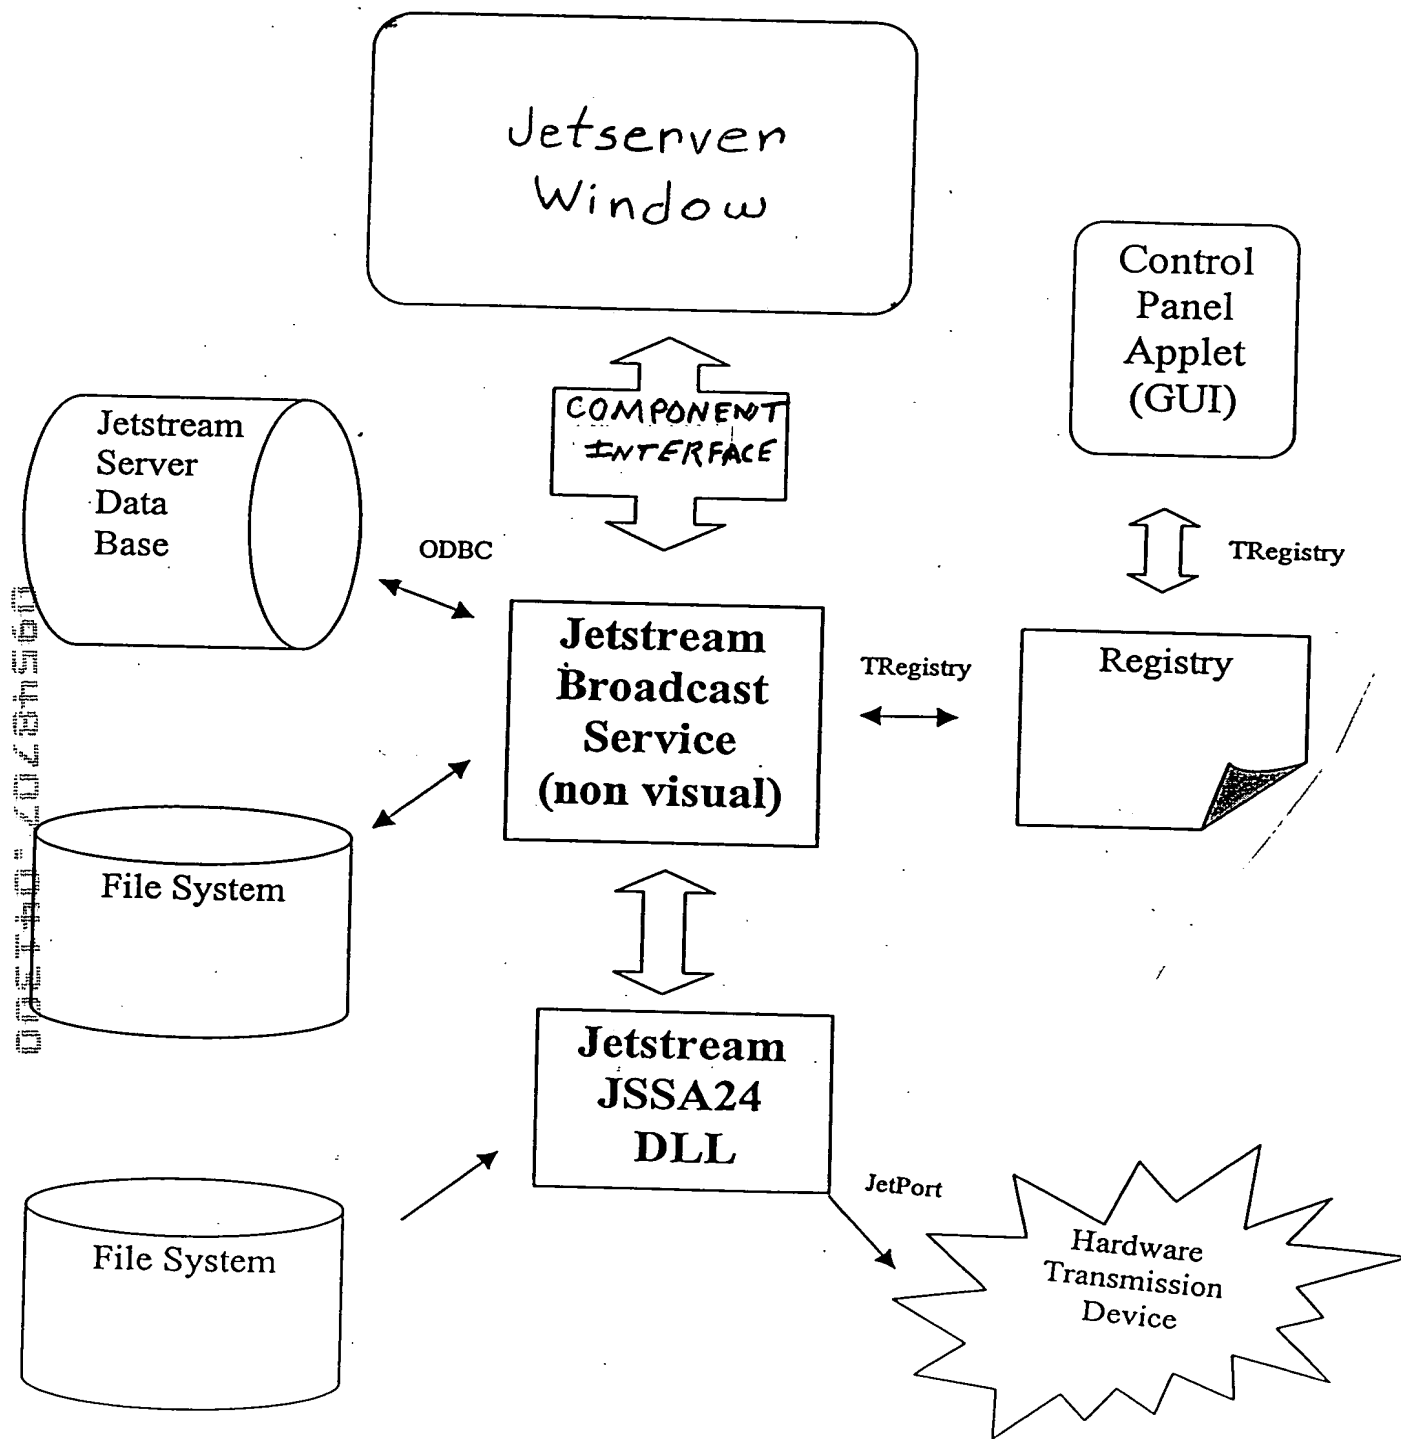 Jetserver
Window
Control
Panel
Applet
(GUI)
COMPONENT
INTERFACE
Jetstream
Server
Data
Base
ODBC
TRegistry
Jetstream
Broadcast
Service
(non visual)
TRegistry
Registry
File System
Jetstream
JSSA24
DLL
JetPort
File System
Hardware
Transmission
Device